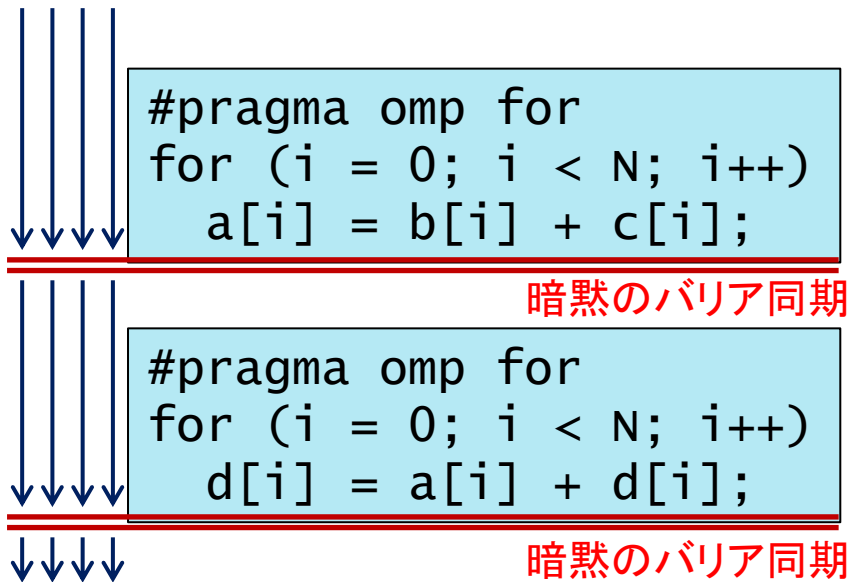 #pragma omp for
for (i = 0; i < N; i++)
  a[i] = b[i] + c[i];
暗黙のバリア同期
#pragma omp for
for (i = 0; i < N; i++)
  d[i] = a[i] + d[i];
暗黙のバリア同期